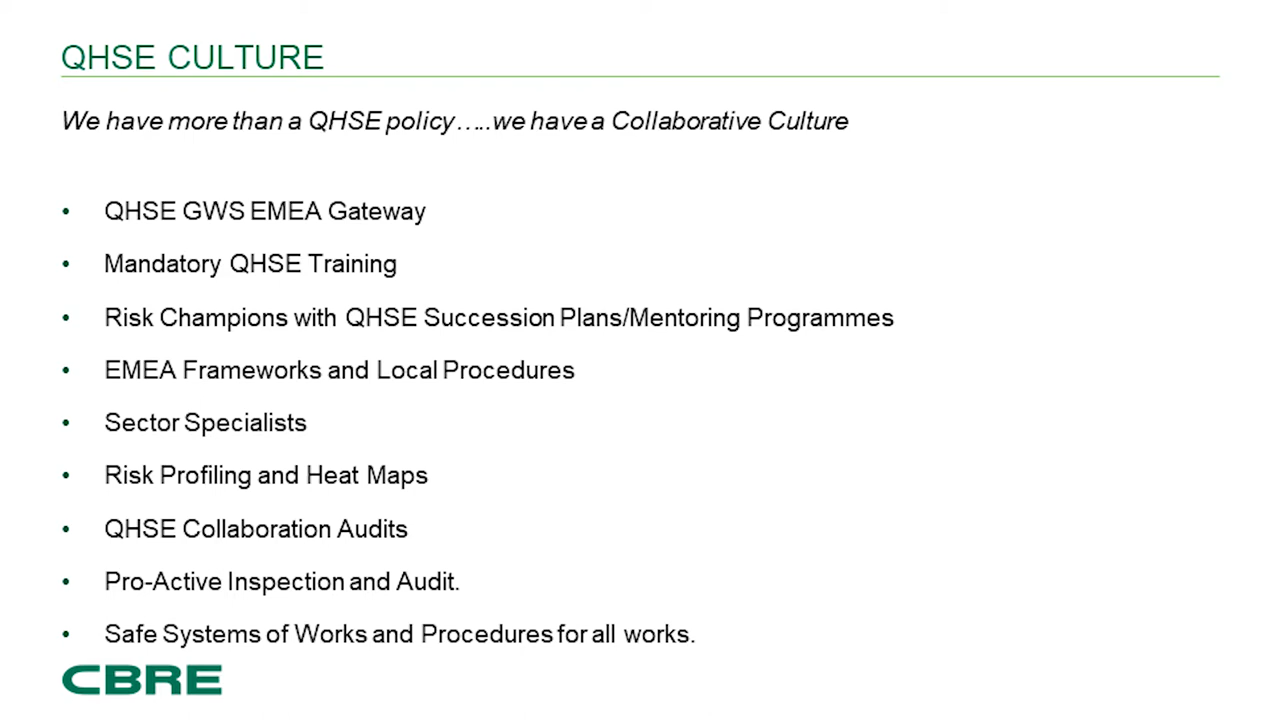 QHSE CULTURE
We have more than a QHSE policy…..we have a Collaborative Culture
• QHSE GWS EMEA Gateway
• Mandatory QHSE Training
• Risk Champions with QHSE Succession Plans/Mentoring Programmes
• EMEA Frameworks and Local Procedures
• Sector Specialists
• Risk Profiling and Heat Maps
• QHSE Collaboration Audits
• Pro-Active Inspection and Audit.
• Safe Systems of Works and Procedures for all works.
CBRE